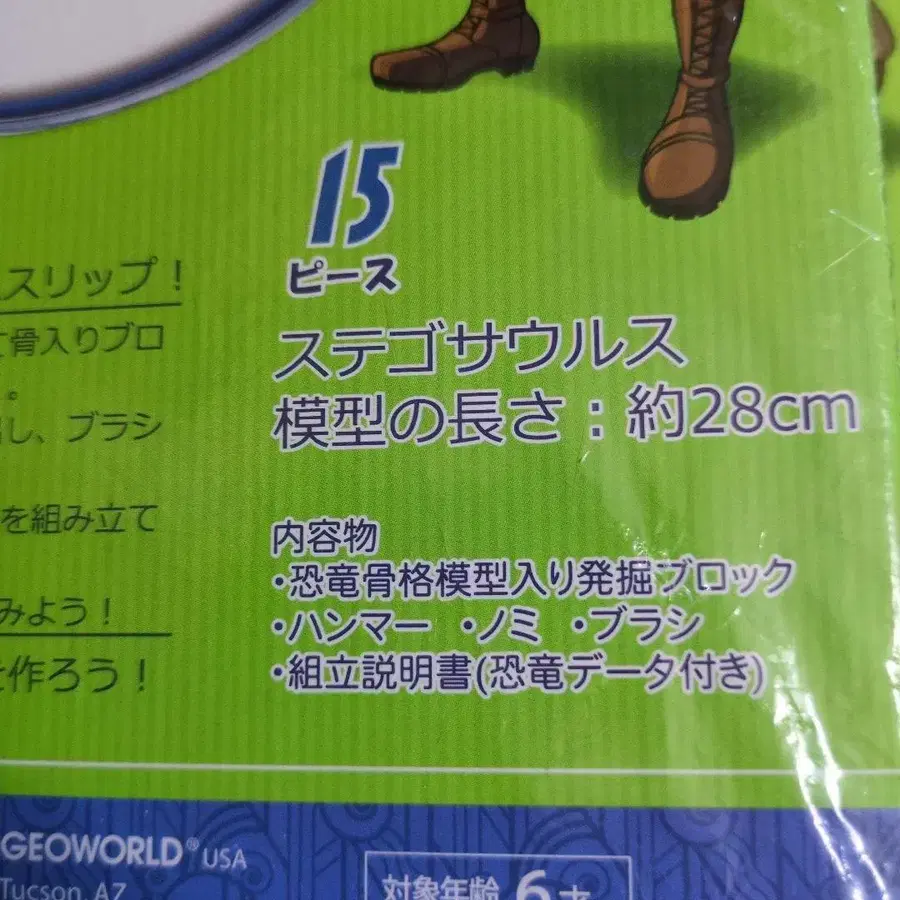 スリップ！
骨入りブロ
。
し、ブラシ
を組み立て
みよう！
作ろう！
15
ピース
ステゴサウルス
模型の長さ：約28cm
内容物
・恐竜骨格模型入り発掘ブロック
・ハンマー ・ノミ ・ブラシ
・組立説明書(恐竜データ付き)
GEOWORLD® USA
Tucson, AZ
対象年齢 6才